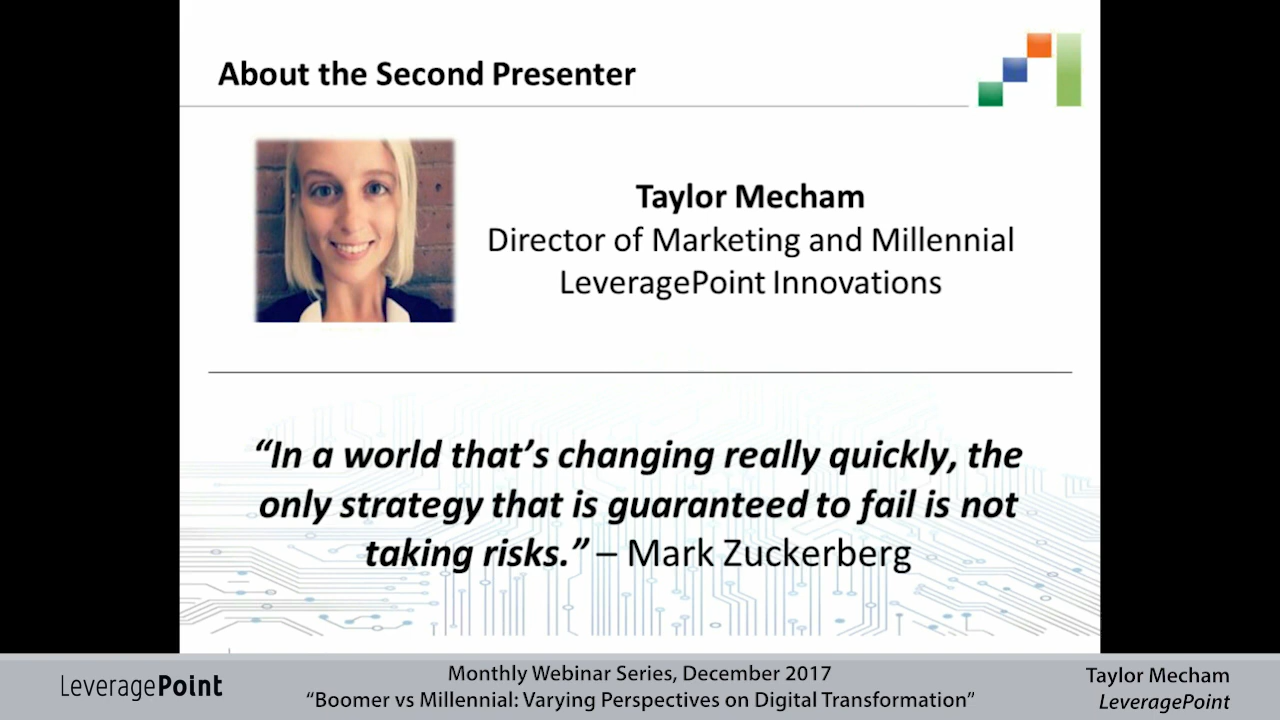 About the Second Presenter
Taylor Mecham
Director of Marketing and Millennial
LeveragePoint Innovations
“In a world that’s changing really quickly, the
only strategy that is guaranteed to fail is not
taking risks.” – Mark Zuckerberg
LeveragePoint
Monthly Webinar Series, December 2017
“Boomer vs Millennial: Varying Perspectives on Digital Transformation”
Taylor Mecham
LeveragePoint